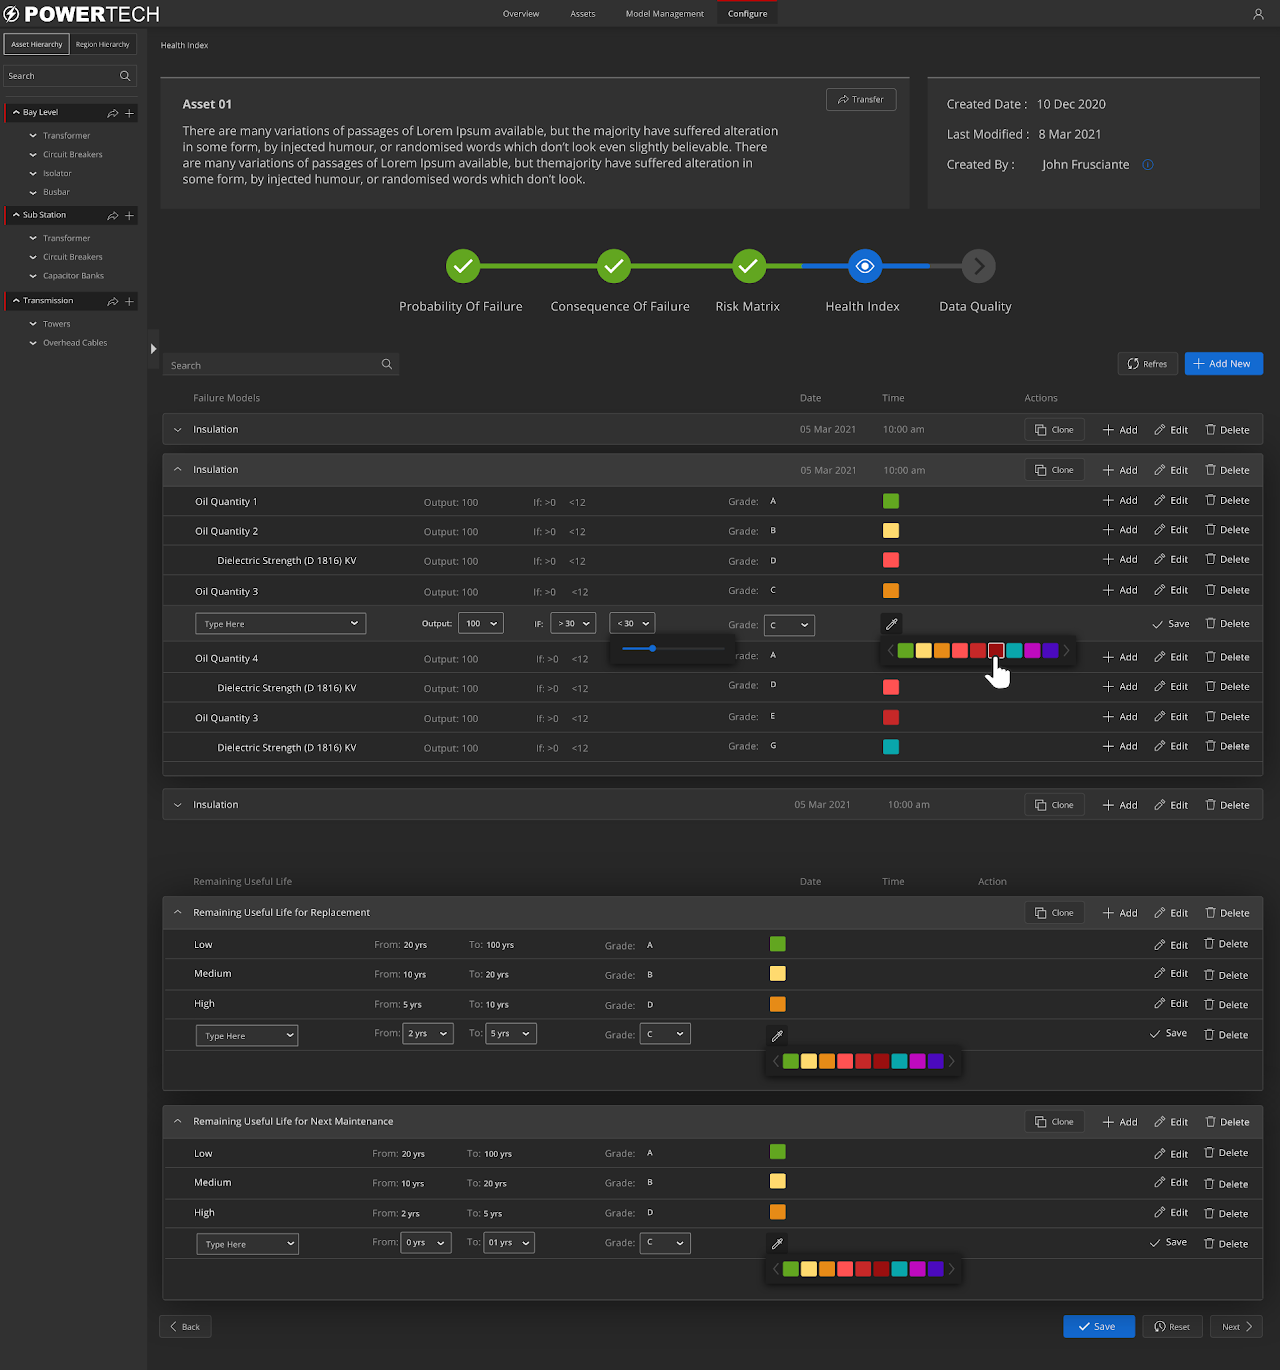 POWERTECH
Overview Assets Model Management Configure
Asset Hierarchy Region Hierarchy
Search
Bay Level
Transformer
Circuit Breakers
Isolator
Busbar
Sub Station
Transformer
Circuit Breakers
Capacitor Banks
Transmission
Towers
Overhead Cables
Health Index
Asset 01
Transfer
There are many variations of passages of Lorem Ipsum available, but the majority have suffered alteration
in some form, by injected humour, or randomised words which don't look even slightly believable. There
are many variations of passages of Lorem Ipsum available, but themajority have suffered alteration in
some form, by injected humour, or randomised words which don't look.
Created Date : 10 Dec 2020
Last Modified : 8 Mar 2021
Created By : John Frusciante
Probability Of Failure Consequence Of Failure Risk Matrix Health Index Data Quality
Search Refres Add New
Failure Models Date Time Actions
Insulation 05 Mar 2021 10:00 am Clone Add Edit Delete
Insulation 05 Mar 2021 10:00 am Clone Add Edit Delete
Oil Quantity 1 Output: 100 If: >0 <12 Grade: A Add Edit Delete
Oil Quantity 2 Output: 100 If: >0 <12 Grade: B Add Edit Delete
Dielectric Strength (D 1816) KV Output: 100 If: >0 <12 Grade: D Add Edit Delete
Oil Quantity 3 Output: 100 If: >0 <12 Grade: C Add Edit Delete
Type Here Output: 100 IF: > 30 < 30 Grade: C Save Delete
Oil Quantity 4 Output: 100 If: >0 <12 rade: A Add Edit Delete
Dielectric Strength (D 1816) KV Output: 100 If: >0 <12 Grade: D Add Edit Delete
Oil Quantity 3 Output: 100 If: >0 <12 Grade: E Add Edit Delete
Dielectric Strength (D 1816) KV Output: 100 If: >0 <12 Grade: G Add Edit Delete
Insulation 05 Mar 2021 10:00 am Clone Add Edit Delete
Remaining Useful Life Date Time Action
Remaining Useful Life for Replacement Clone Add Edit Delete
Low From: 20 yrs To: 100 yrs Grade: A Edit Delete
Medium From: 10 yrs To: 20 yrs Grade: B Edit Delete
High From: 5 yrs To: 10 yrs Grade: D Edit Delete
Type Here From: 2 yrs To: 5 yrs Grade: C Save Delete
Remaining Useful Life for Next Maintenance Clone Add Edit Delete
Low From: 20 yrs To: 100 yrs Grade: A Edit Delete
Medium From: 10 yrs To: 20 yrs Grade: B Edit Delete
High From: 2 yrs To: 5 yrs Grade: D Edit Delete
Type Here From: 0 yrs To: 01 yrs Grade: C Save Delete
Back Save Reset Next